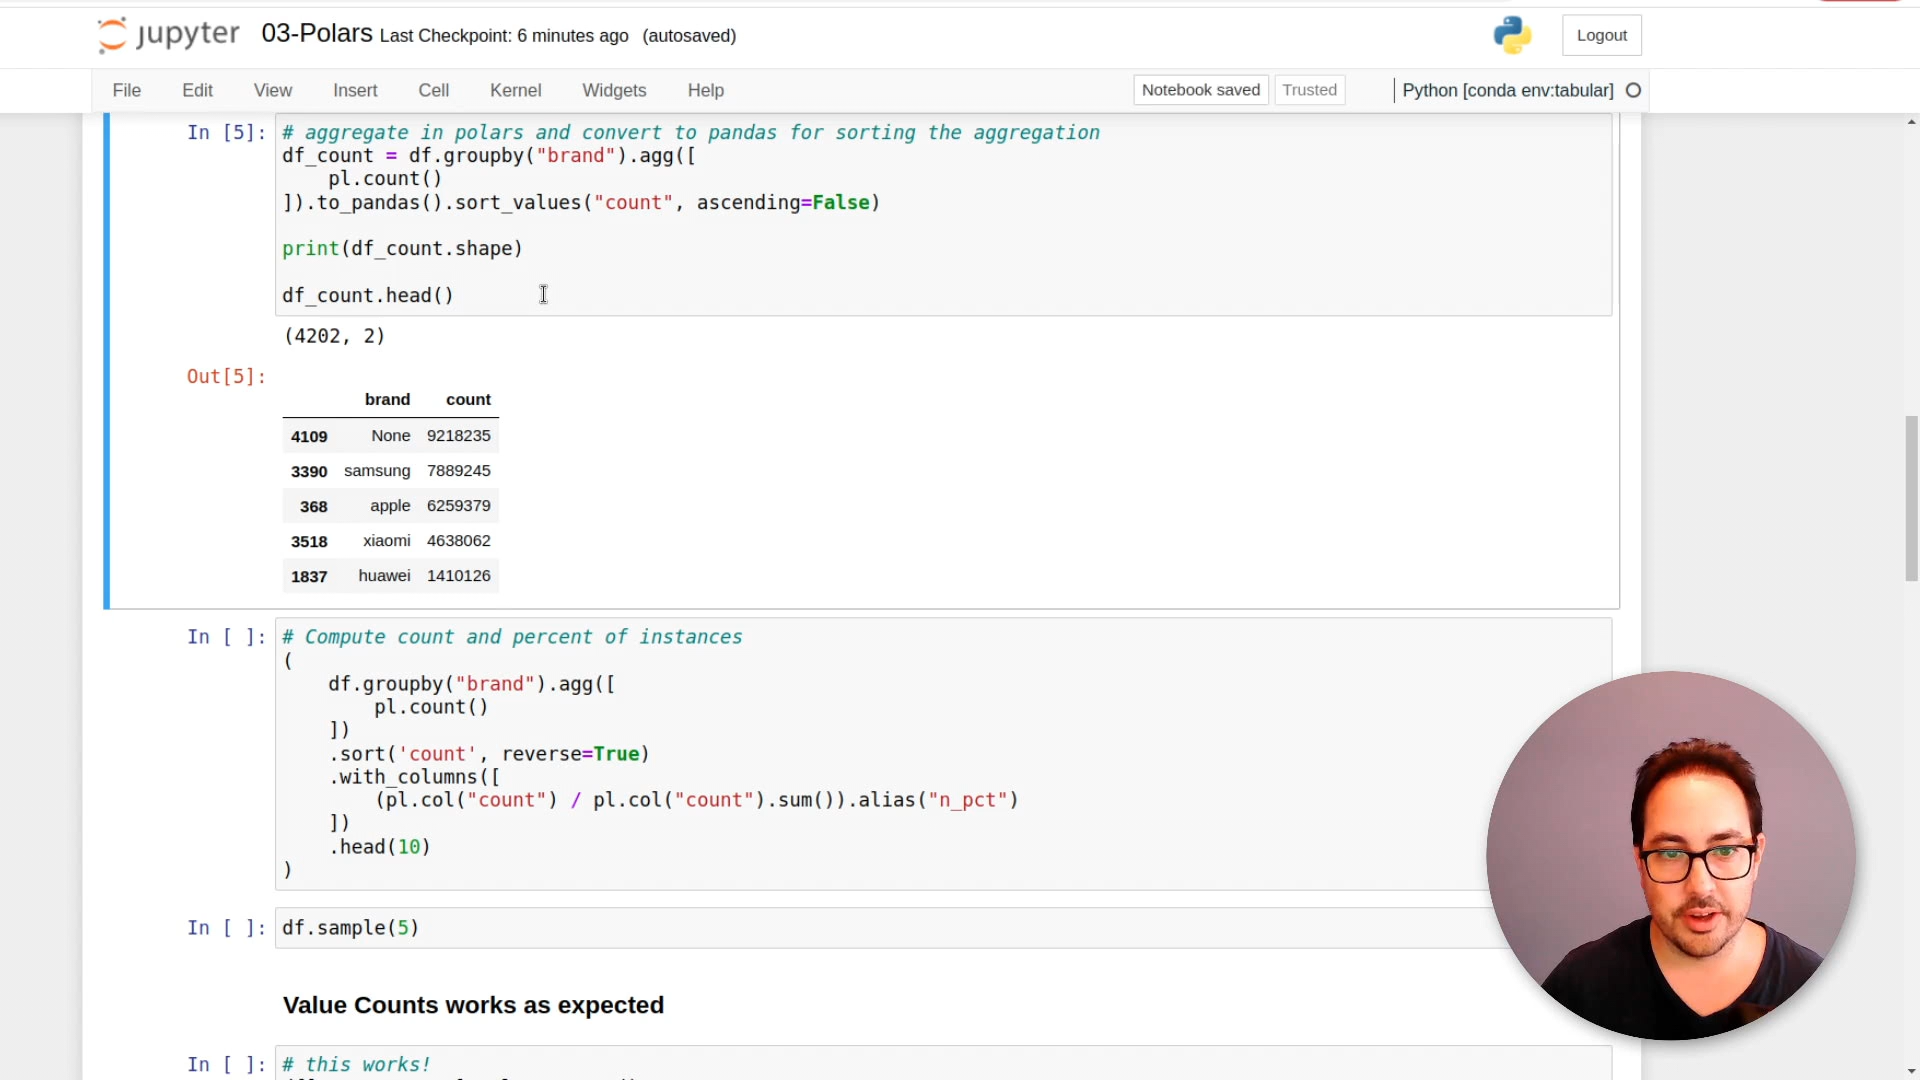 jupyter 03-Polars Last Checkpoint: 6 minutes ago (autosaved) Logout
File Edit View Insert Cell Kernel Widgets Help Notebook saved Trusted Python [conda env:tabular]
In [5]: # aggregate in polars and convert to pandas for sorting the aggregation
df_count = df.groupby("brand").agg([
    pl.count()
]).to_pandas().sort_values("count", ascending=False)
print(df_count.shape)
df_count.head()
(4202, 2)
Out[5]:
brand count
4109 None 9218235
3390 samsung 7889245
368 apple 6259379
3518 xiaomi 4638062
1837 huawei 1410126
In [ ]: # Compute count and percent of instances
(
    df.groupby("brand").agg([
        pl.count()
    ])
    .sort('count', reverse=True)
    .with_columns([
        (pl.col("count") / pl.col("count").sum()).alias("n_pct")
    ])
    .head(10)
)
In [ ]: df.sample(5)
Value Counts works as expected
In [ ]: # this works!